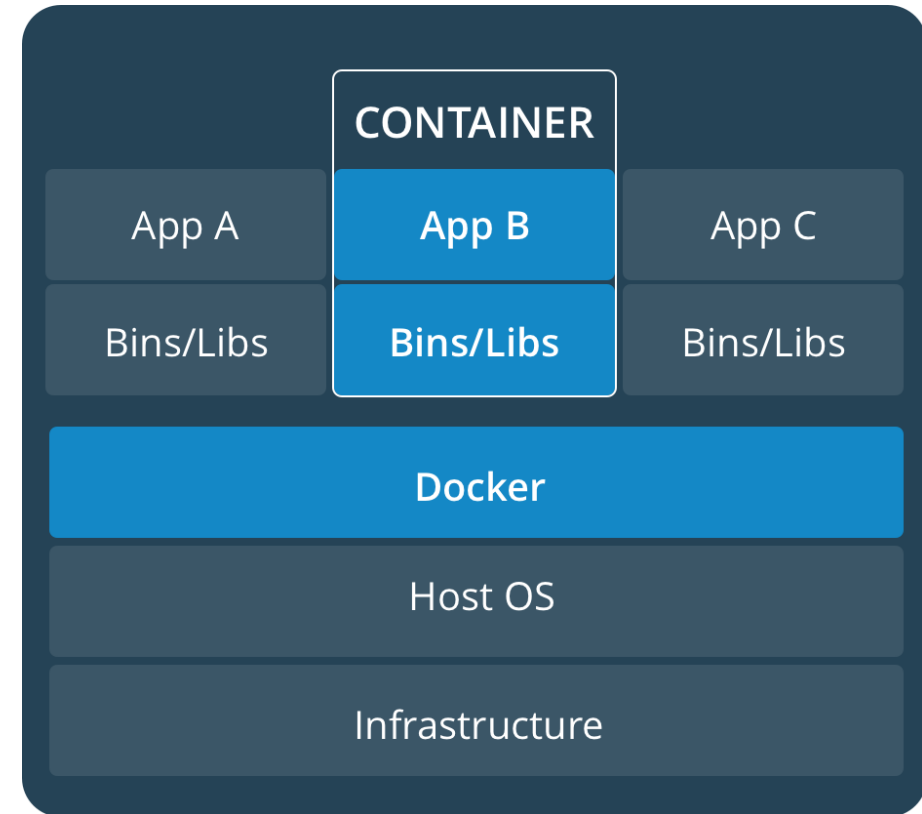 CONTAINER
App A
App B
App C
Bins/Libs
Bins/Libs
Bins/Libs
Docker
Host OS
Infrastructure